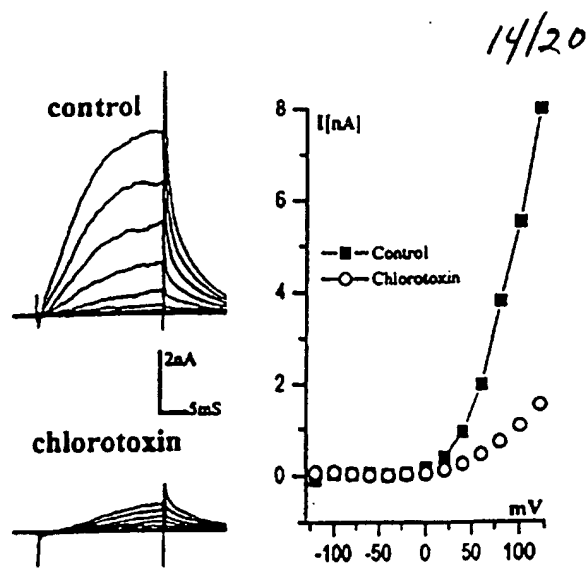 14/20
control
2nA
5mS
chlorotoxin
I[nA]
8
6
4
2
0
Control
Chlorotoxin
mV
-100 -50 0 50 100